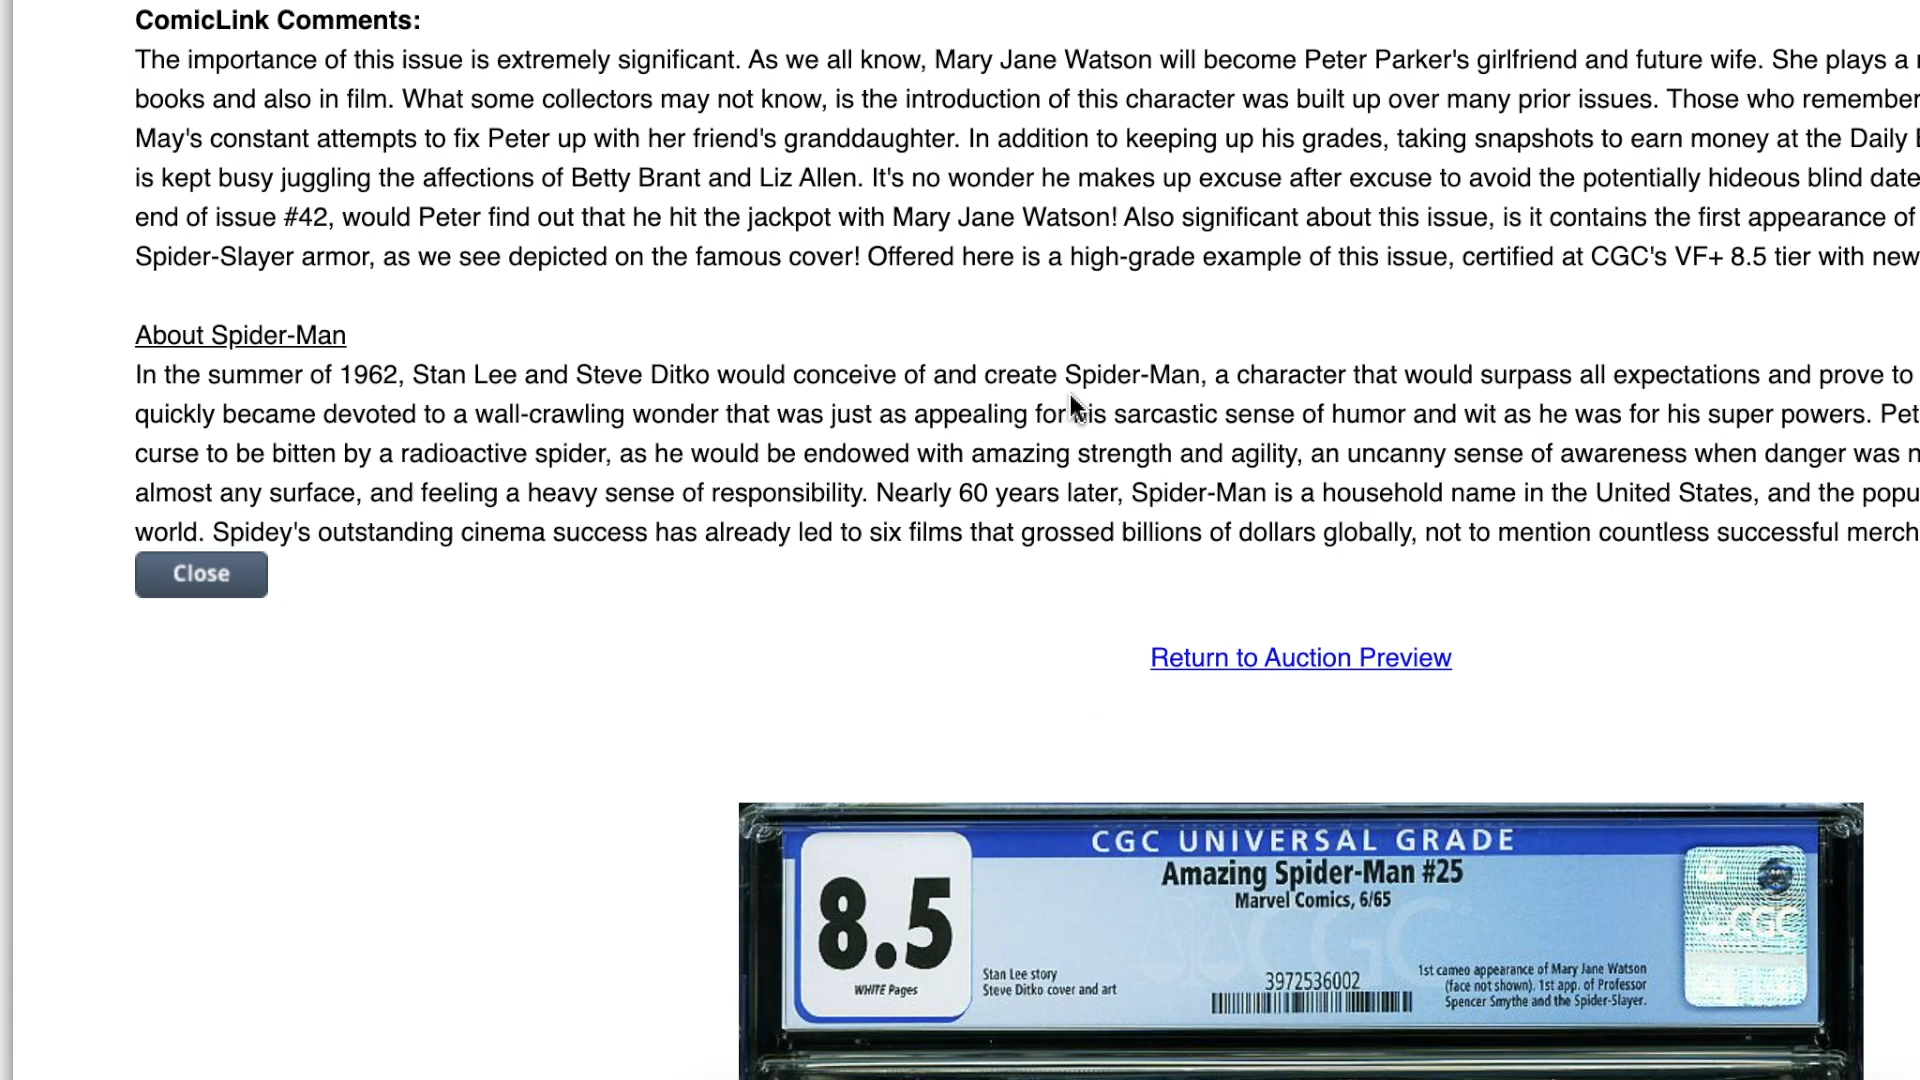 ComicLink Comments:
The importance of this issue is extremely significant. As we all know, Mary Jane Watson will become Peter Parker's girlfriend and future wife. She plays a
books and also in film. What some collectors may not know, is the introduction of this character was built up over many prior issues. Those who remember
May's constant attempts to fix Peter up with her friend's granddaughter. In addition to keeping up his grades, taking snapshots to earn money at the Daily
is kept busy juggling the affections of Betty Brant and Liz Allen. It's no wonder he makes up excuse after excuse to avoid the potentially hideous blind date
end of issue #42, would Peter find out that he hit the jackpot with Mary Jane Watson! Also significant about this issue, is it contains the first appearance of
Spider-Slayer armor, as we see depicted on the famous cover! Offered here is a high-grade example of this issue, certified at CGC's VF+ 8.5 tier with new
About Spider-Man
In the summer of 1962, Stan Lee and Steve Ditko would conceive of and create Spider-Man, a character that would surpass all expectations and prove to
quickly became devoted to a wall-crawling wonder that was just as appealing for his sarcastic sense of humor and wit as he was for his super powers. Pet
curse to be bitten by a radioactive spider, as he would be endowed with amazing strength and agility, an uncanny sense of awareness when danger was n
almost any surface, and feeling a heavy sense of responsibility. Nearly 60 years later, Spider-Man is a household name in the United States, and the popu
world. Spidey's outstanding cinema success has already led to six films that grossed billions of dollars globally, not to mention countless successful merch
Close
Return to Auction Preview
CGC UNIVERSAL GRADE
Amazing Spider-Man #25
Marvel Comics, 6/65
8.5
WHITE Pages
Stan Lee story
Steve Ditko cover and art
3972536002
1st cameo appearance of Mary Jane Watson
(face not shown). 1st app. of Professor
Spencer Smythe and the Spider-Slayer.
CGC